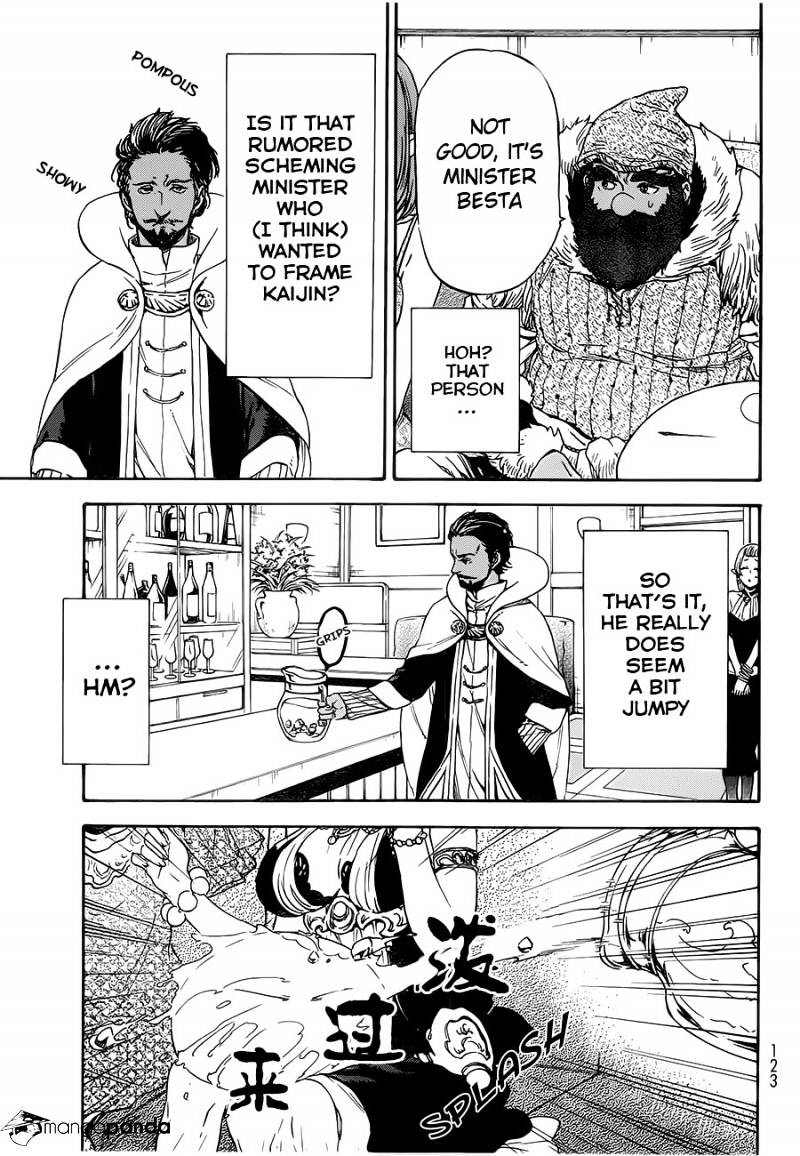 NOT
GOOD, IT'S
MINISTER
BESTA
HOH?
THAT
PERSON
...
POMPOUS
SHOWY
IS IT THAT
RUMORED
SCHEMING
MINISTER
WHO
(I THINK)
WANTED
TO FRAME
KAIJIN?
SO
THAT'S IT,
HE REALLY
DOES
SEEM
A BIT
JUMPY
GRIPS
...
HM?
泼
过
来
SPLASH
123
mangapanda